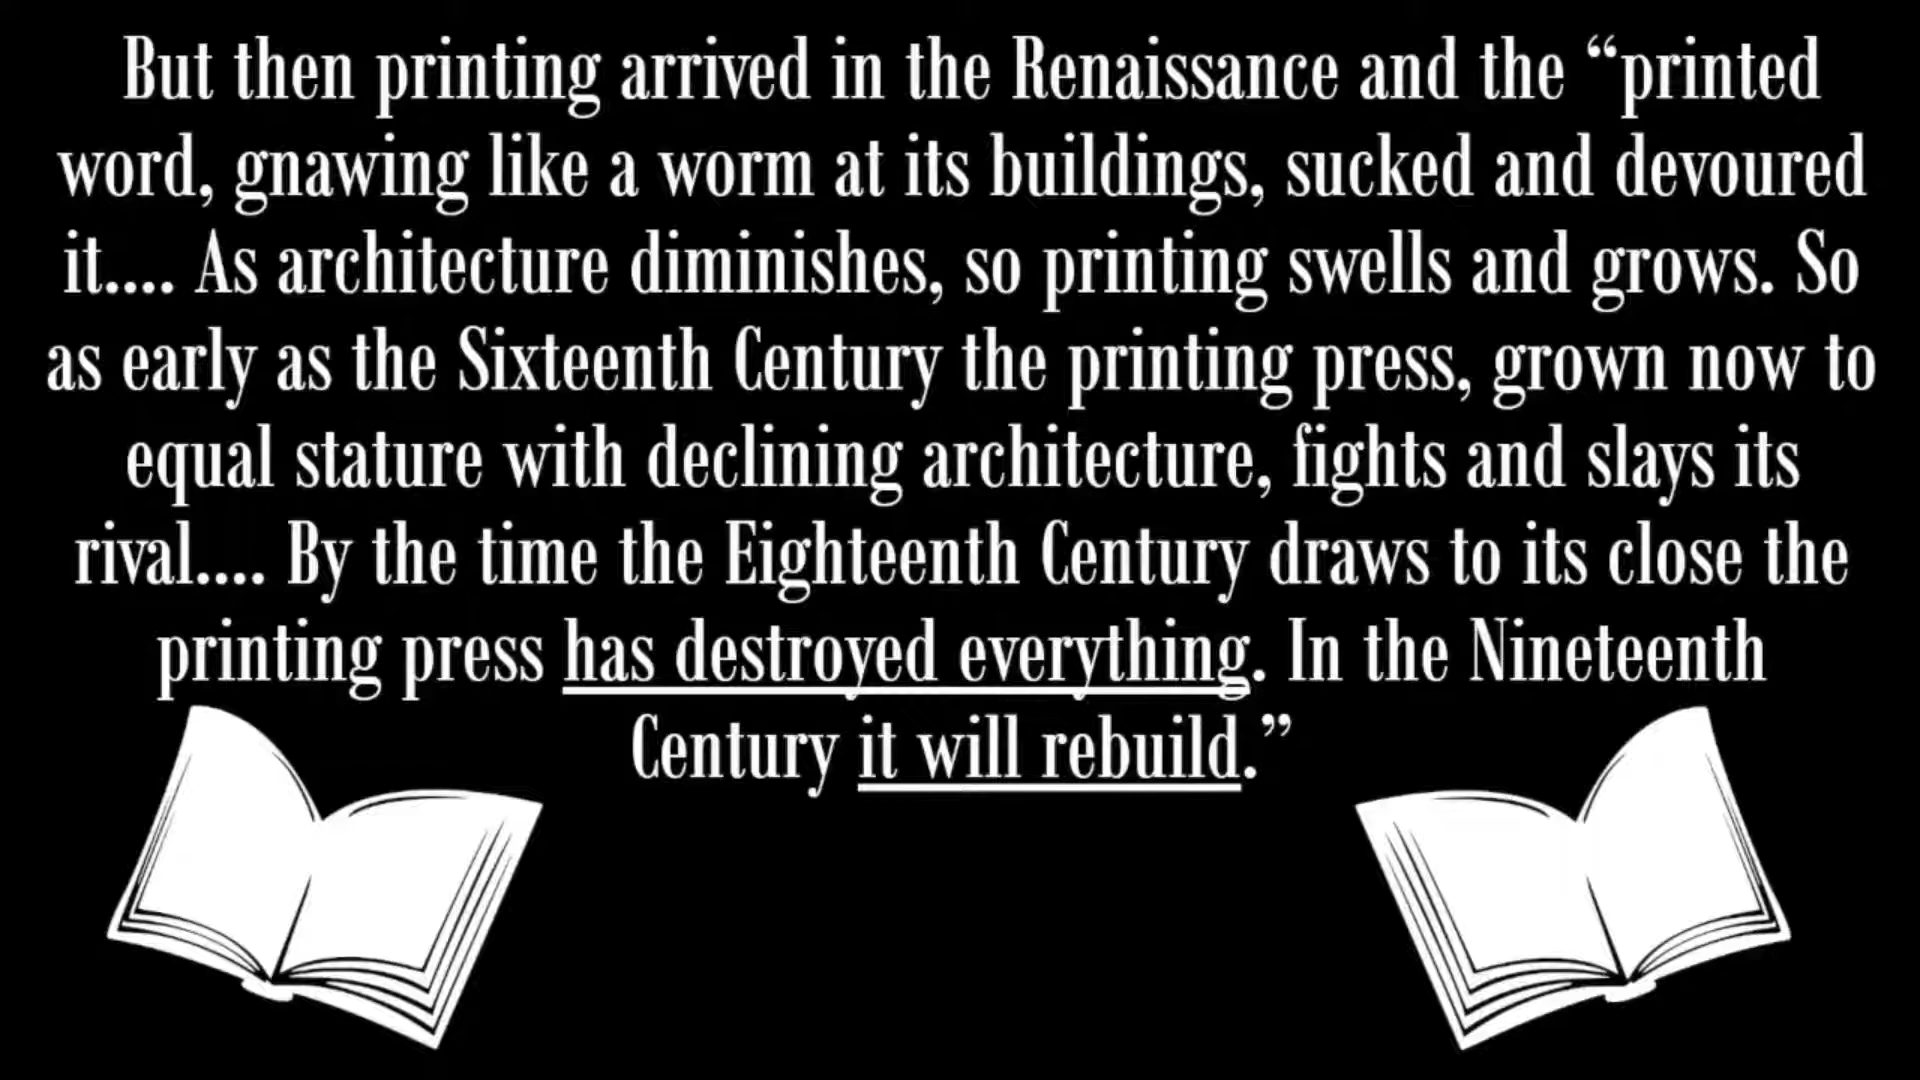 But then printing arrived in the Renaissance and the “printed
word, gnawing like a worm at its buildings, sucked and devoured
it.... As architecture diminishes, so printing swells and grows. So
as early as the Sixteenth Century the printing press, grown now to
equal stature with declining architecture, fights and slays its
rival.... By the time the Eighteenth Century draws to its close the
printing press has destroyed everything. In the Nineteenth
Century it will rebuild.”